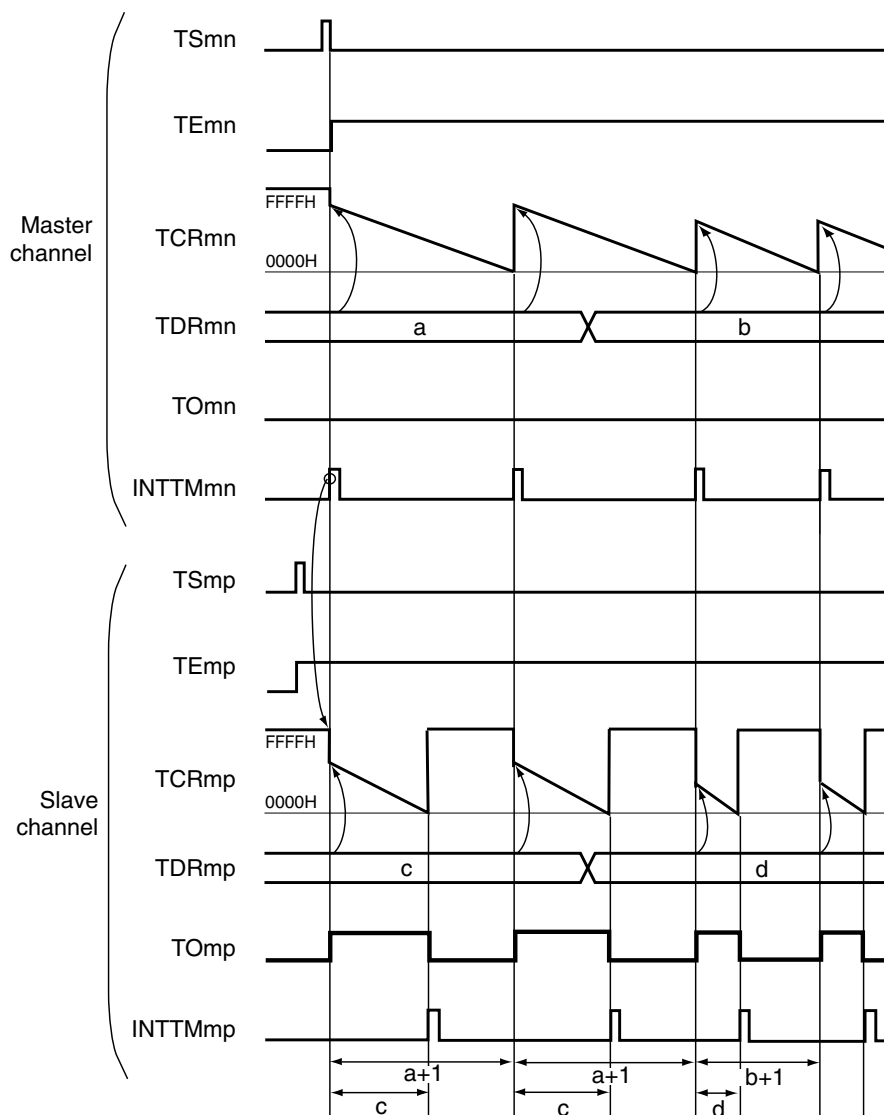 TSmn
TEmn
FFFFH
Master
channel
TCRmn
0000H
TDRmn
a
b
TOmn
INTTMmn
TSmp
TEmp
FFFFH
TCRmp
Slave
channel
0000H
TDRmp
c
d
TOmp
INTTMmp
a+1
a+1
b+1
c
c
d